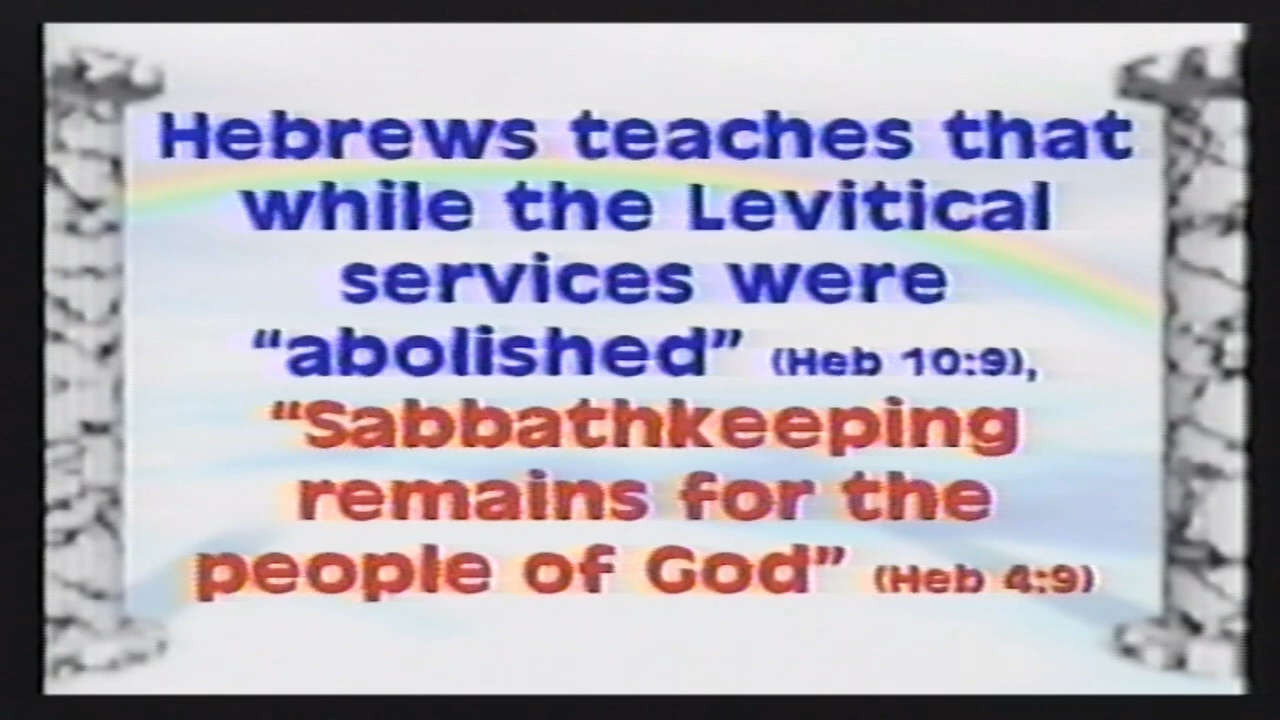 Hebrews teaches that
while the Levitical
services were
“abolished” (Heb 10:9),
“Sabbathkeeping
remains for the
people of God” (Heb 4:9)